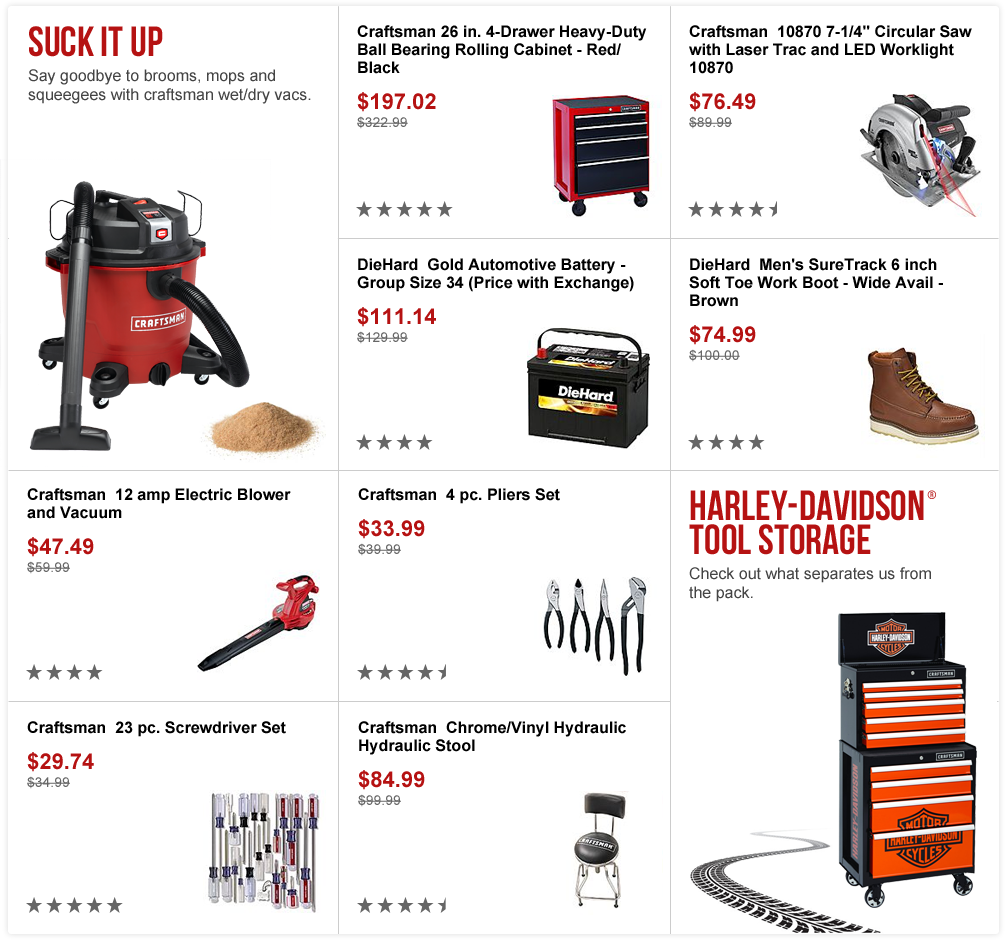 SUCK IT UP
Say goodbye to brooms, mops and
squeegees with craftsman wet/dry vacs.
CRAFTSMAN
Craftsman 26 in. 4-Drawer Heavy-Duty
Ball Bearing Rolling Cabinet - Red/
Black
$197.02
$322.99
CRAFTSMAN
Craftsman 10870 7-1/4" Circular Saw
with Laser Trac and LED Worklight
10870
$76.49
$89.99
DieHard Gold Automotive Battery -
Group Size 34 (Price with Exchange)
$111.14
$129.99
DieHard
DieHard
DieHard Men's SureTrack 6 inch
Soft Toe Work Boot - Wide Avail -
Brown
$74.99
$100.00
Craftsman 12 amp Electric Blower
and Vacuum
$47.49
$59.99
Craftsman 4 pc. Pliers Set
$33.99
$39.99
HARLEY-DAVIDSON®
TOOL STORAGE
Check out what separates us from
the pack.
MOTOR
HARLEY-DAVIDSON
CYCLES
CRAFTSMAN
CRAFTSMAN
HARLEY-DAVIDSON
MOTOR
HARLEY-DAVIDSON
CYCLES
Craftsman 23 pc. Screwdriver Set
$29.74
$34.99
Craftsman Chrome/Vinyl Hydraulic
Hydraulic Stool
$84.99
$99.99
CRAFTSMAN